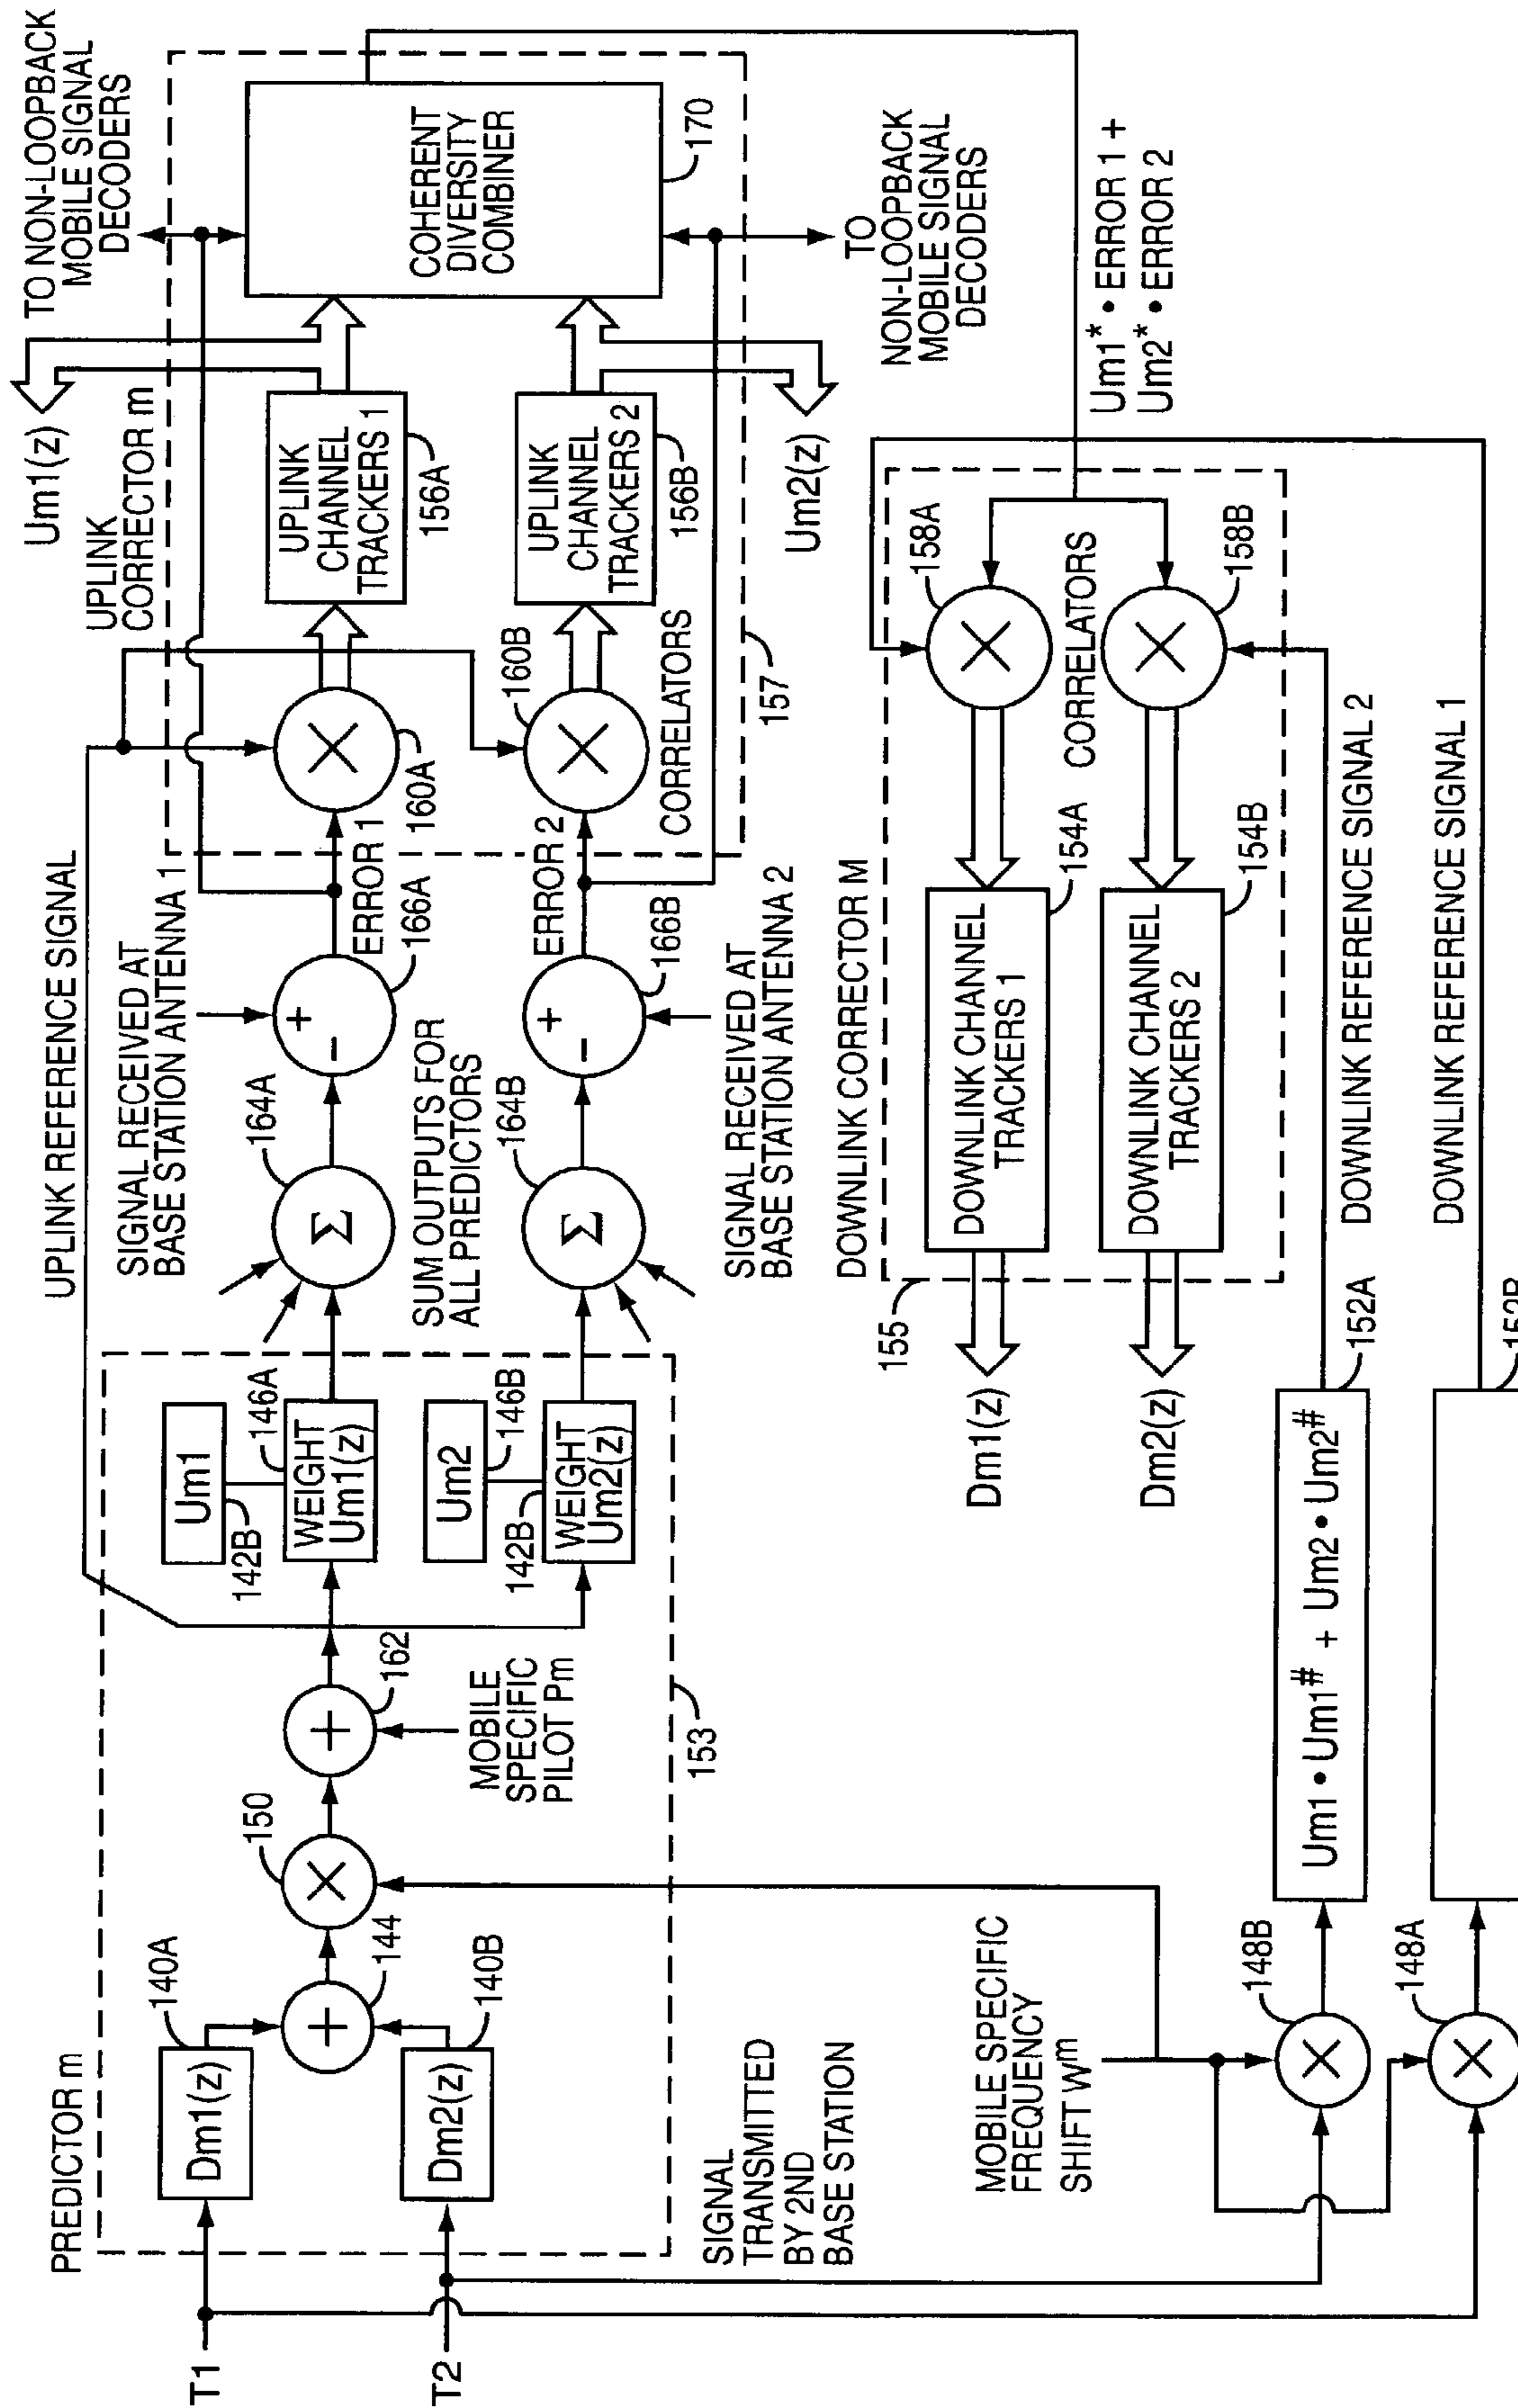 PREDICTOR m
T1
T2
Dm1(z)
140A
Dm2(z)
140B
+
144
×
150
+
162
MOBILE
SPECIFIC
PILOT Pm
153
Um1
142B
WEIGHT
Um1(z)
146A
Um2
142B
WEIGHT
Um2(z)
146B
UPLINK REFERENCE SIGNAL
SIGNAL RECEIVED AT
BASE STATION ANTENNA 1
164A
Σ
SUM OUTPUTS FOR
ALL PREDICTORS
164B
Σ
SIGNAL RECEIVED AT
BASE STATION ANTENNA 2
+
-
166A
ERROR 1
+
-
166B
ERROR 2
UPLINK
CORRECTOR m
×
160A
×
160B
CORRELATORS
157
UPLINK
CHANNEL
TRACKERS 1
156A
UPLINK
CHANNEL
TRACKERS 2
156B
Um1(z)
Um2(z)
TO NON-LOOPBACK
MOBILE SIGNAL
DECODERS
COHERENT
DIVERSITY
COMBINER
170
TO
NON-LOOPBACK
MOBILE SIGNAL
DECODERS
Um1* • ERROR 1 +
Um2* • ERROR 2
SIGNAL
TRANSMITTED
BY 2ND
BASE STATION
MOBILE SPECIFIC
FREQUENCY
SHIFT Wm
×
148B
×
148A
Um1 • Um1# + Um2 • Um2#
152A
152B
DOWNLINK CORRECTOR M
155
Dm1(z)
Dm2(z)
DOWNLINK CHANNEL
TRACKERS 1
154A
DOWNLINK CHANNEL
TRACKERS 2
154B
×
158A
CORRELATORS
×
158B
DOWNLINK REFERENCE SIGNAL 2
DOWNLINK REFERENCE SIGNAL 1